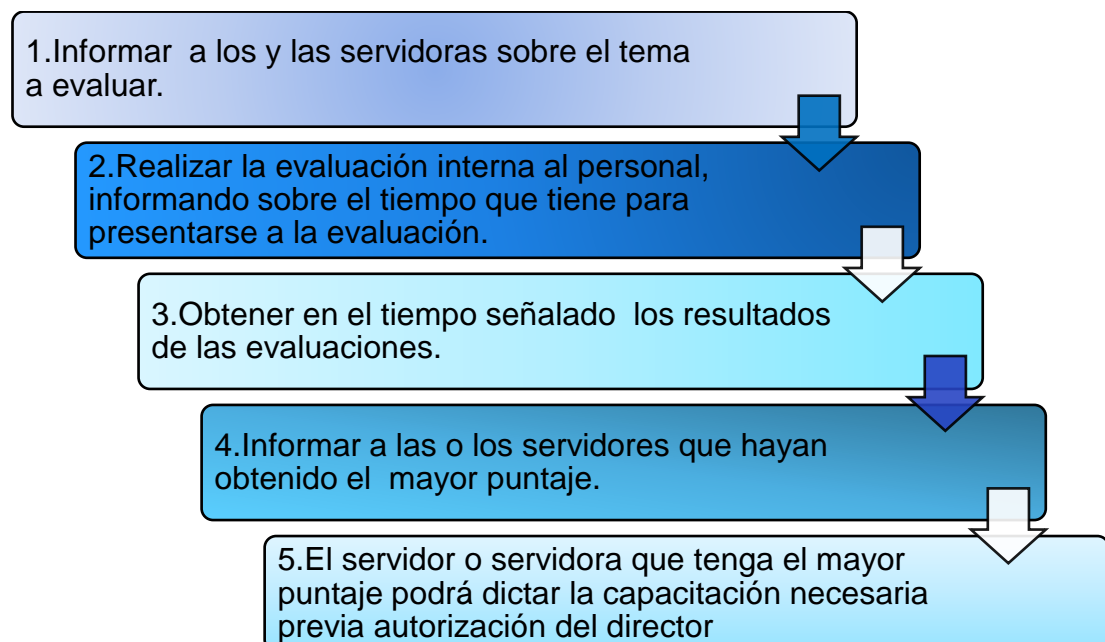 1.Informar  a los y las servidoras sobre el tema
a evaluar.
2.Realizar la evaluación interna al personal,
informando sobre el tiempo que tiene para
presentarse a la evaluación.
3.Obtener en el tiempo señalado  los resultados
de las evaluaciones.
4.Informar a las o los servidores que hayan
obtenido el  mayor puntaje.
5.El servidor o servidora que tenga el mayor
puntaje podrá dictar la capacitación necesaria
previa autorización del director